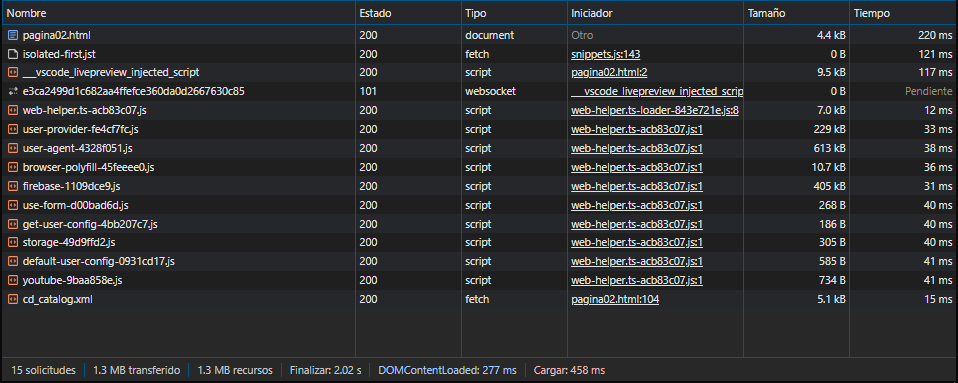 Nombre Estado Tipo Iniciador Tamaño Tiempo
pagina02.html 200 document Otro 4.4 kB 220 ms
isolated-first.jst 200 fetch snippets.js:143 0 B 121 ms
___vscode_livepreview_injected_script 200 script pagina02.html:2 9.5 kB 117 ms
e3ca2499d1c682aa4ffefce360da0d2667630c85 101 websocket ___vscode_livepreview_injected_scrip 0 B Pendiente
web-helper.ts-acb83c07.js 200 script web-helper.ts-loader-843e721e.js:8 7.0 kB 12 ms
user-provider-fe4cf7fc.js 200 script web-helper.ts-acb83c07.js:1 229 kB 33 ms
user-agent-4328f051.js 200 script web-helper.ts-acb83c07.js:1 613 kB 38 ms
browser-polyfill-45feeee0.js 200 script web-helper.ts-acb83c07.js:1 10.7 kB 36 ms
firebase-1109dce9.js 200 script web-helper.ts-acb83c07.js:1 405 kB 31 ms
use-form-d00bad6d.js 200 script web-helper.ts-acb83c07.js:1 268 B 40 ms
get-user-config-4bb207c7.js 200 script web-helper.ts-acb83c07.js:1 186 B 40 ms
storage-49d9ffd2.js 200 script web-helper.ts-acb83c07.js:1 305 B 40 ms
default-user-config-0931cd17.js 200 script web-helper.ts-acb83c07.js:1 585 B 41 ms
youtube-9baa858e.js 200 script web-helper.ts-acb83c07.js:1 734 B 41 ms
cd_catalog.xml 200 fetch pagina02.html:104 5.1 kB 15 ms
15 solicitudes 1.3 MB transferido 1.3 MB recursos Finalizar: 2.02 s DOMContentLoaded: 277 ms Cargar: 458 ms